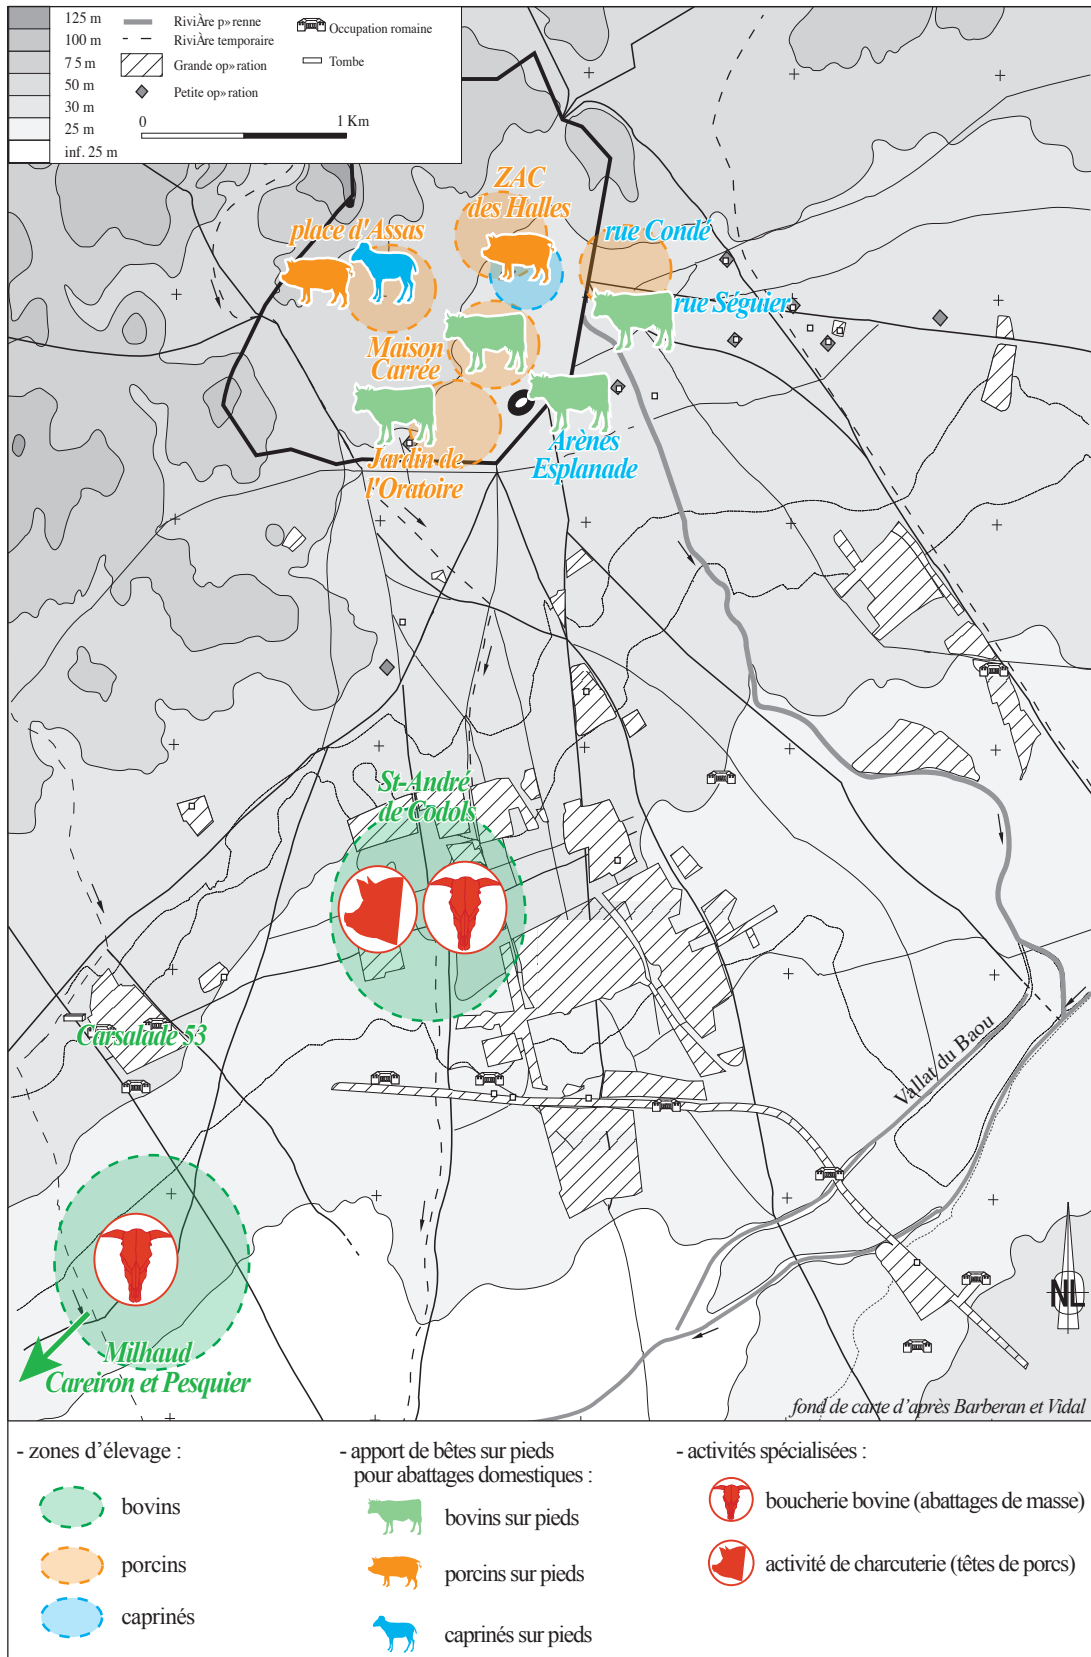 125 m
100 m
75 m
50 m
30 m
25 m
inf. 25 m
RiviÀre p» renne
RiviÀre temporaire
Grande op» ration
Petite op» ration
Occupation romaine
Tombe
0
1 Km
ZAC
des Halles
place d'Assas
rue Condé
rue Séguier
Maison
Carrée
Jardin de
l'Oratoire
Arènes
Esplanade
St-André
de Codols
Carsalade 53
Vallat du Baou
Milhaud
Careiron et Pesquier
NL
fond de carte d'après Barberan et Vidal
- zones d’élevage :
bovins
porcins
caprinés
- apport de bêtes sur pieds
pour abattages domestiques :
bovins sur pieds
porcins sur pieds
caprinés sur pieds
- activités spécialisées :
boucherie bovine (abattages de masse)
activité de charcuterie (têtes de porcs)